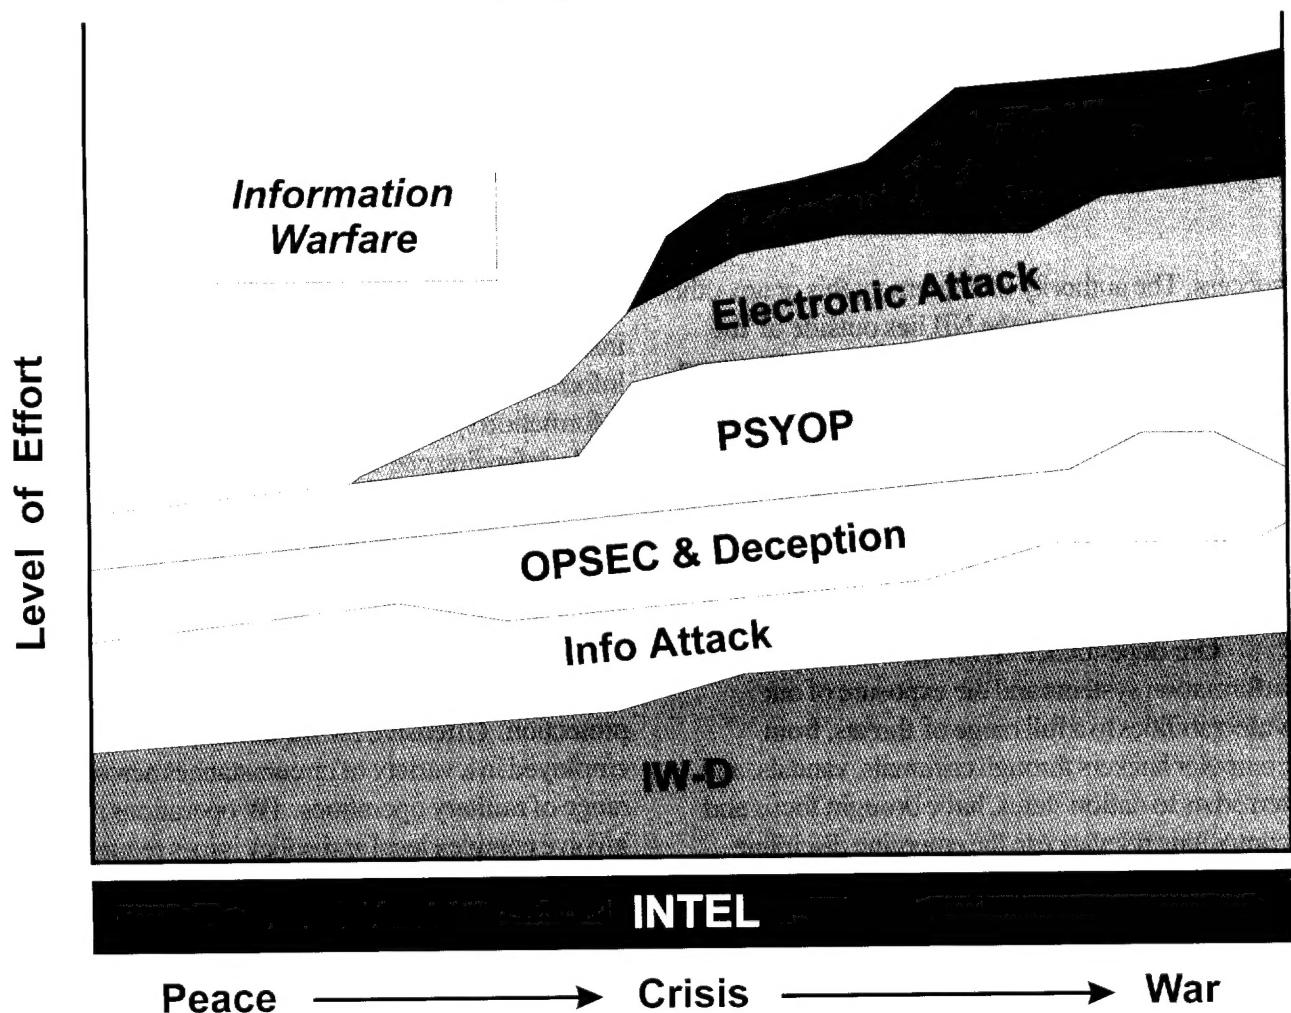 Information
Warfare
Electronic Attack
PSYOP
OPSEC & Deception
Info Attack
IW-D
INTEL
Level of Effort
Peace
Crisis
War